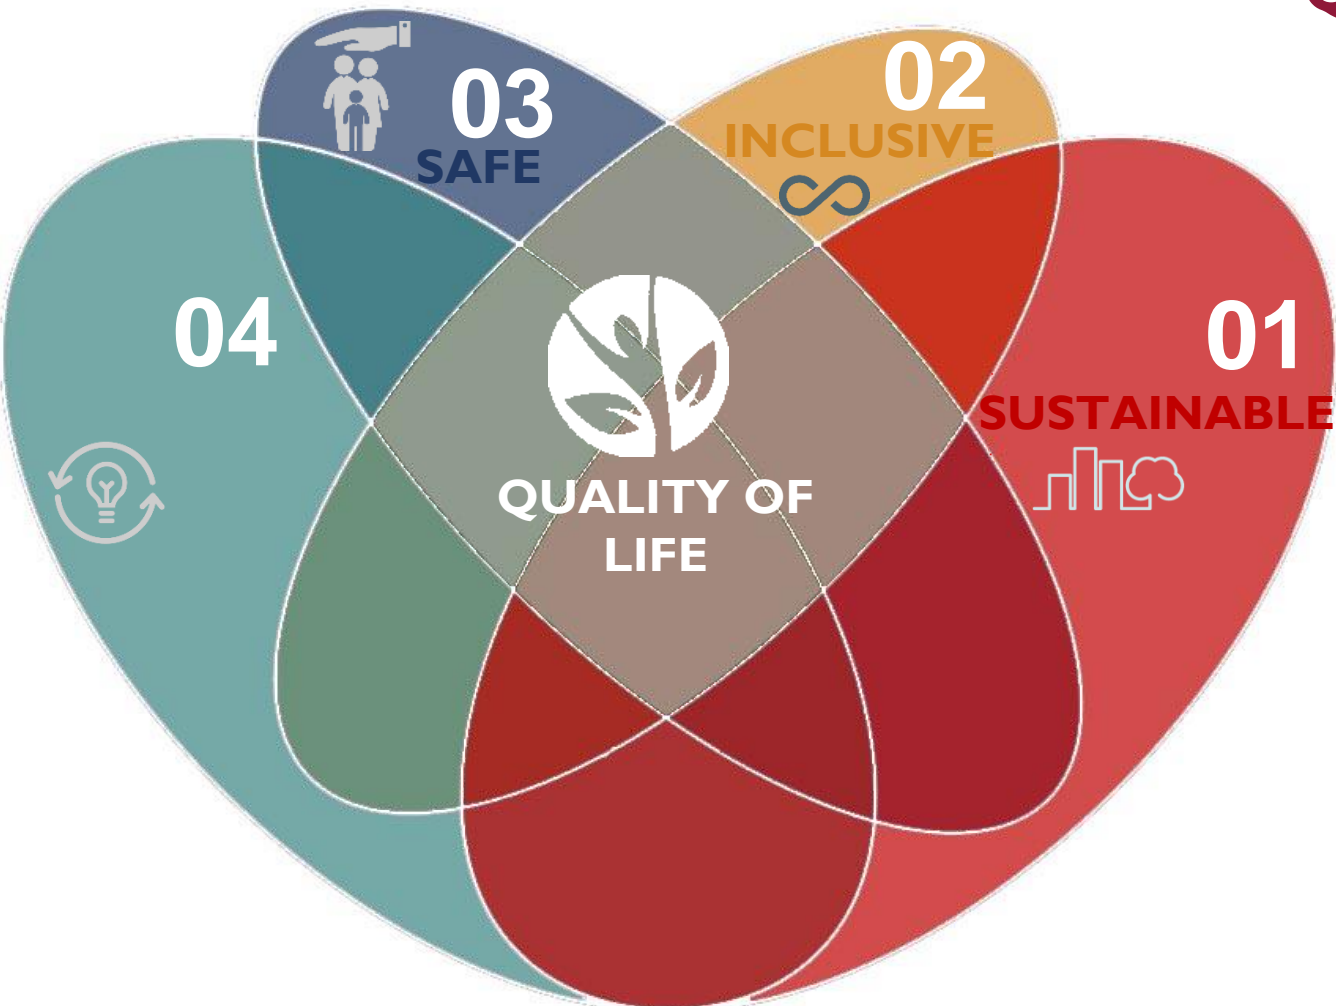 03
SAFE
02
INCLUSIVE
04
01
SUSTAINABLE
QUALITY OF
LIFE